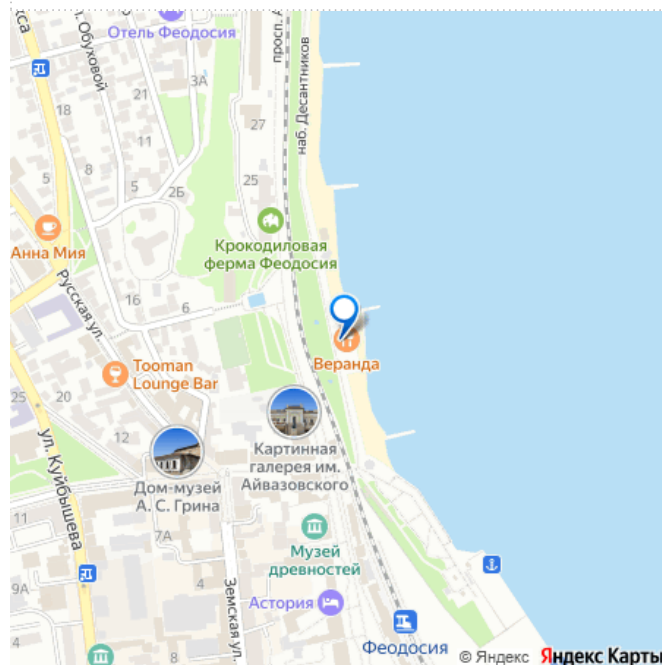 кса
л. Обуховой
Отель Феодосия
просп. А
3А
21
18
наб. Десантников
27
5
8
25
5
2Б
Крокодиловая
ферма Феодосия
Анна Мия
Русская ул.
16
6
Веранда
Tooman
Lounge Bar
25
20
12
Картинная
галерея им.
Айвазовского
Дом-музей
А. С. Грина
ул. Куйбышева
11
7А
Музей
древностей
9А
4
4
Земская ул.
Астория
Феодосия
© Яндекс Яндекс Карты